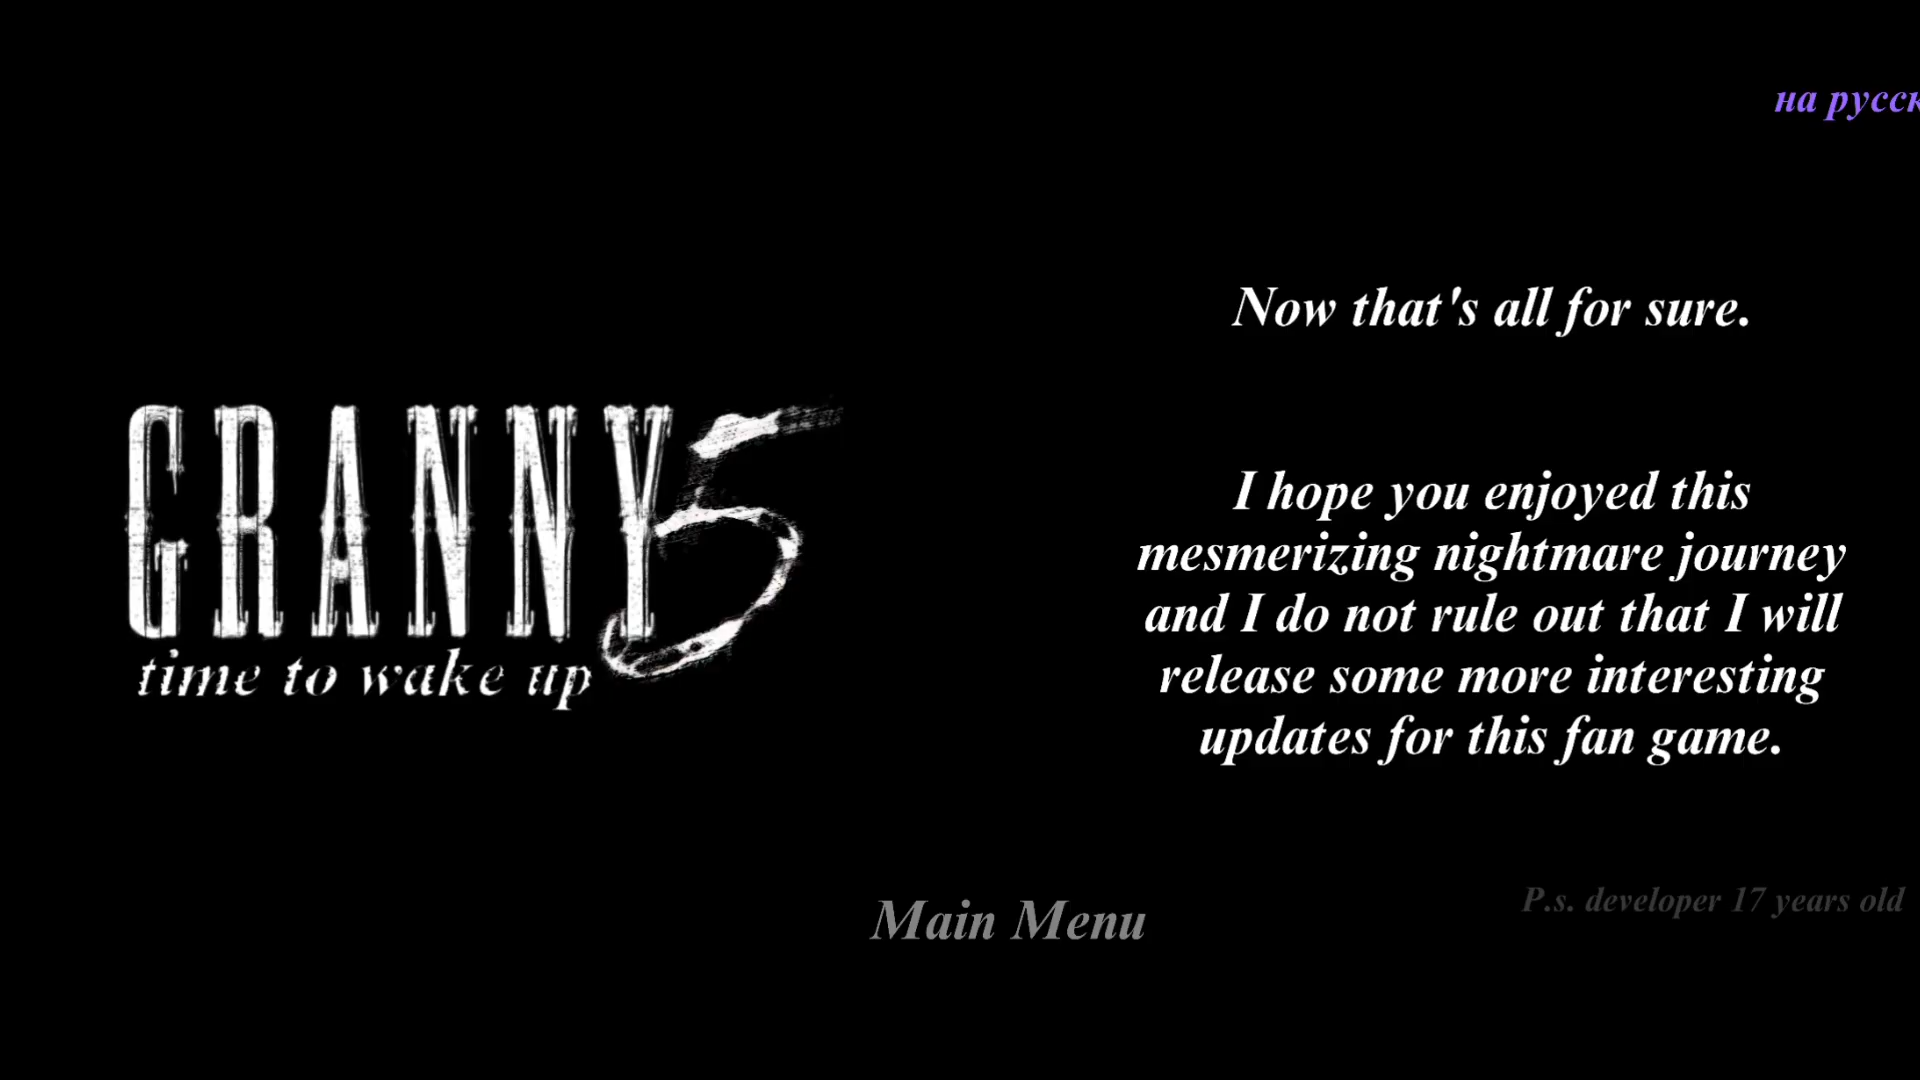 на русск
Now that's all for sure.
GRANNY 5
time to wake up
I hope you enjoyed this
mesmerizing nightmare journey
and I do not rule out that I will
release some more interesting
updates for this fan game.
P.s. developer 17 years old
Main Menu